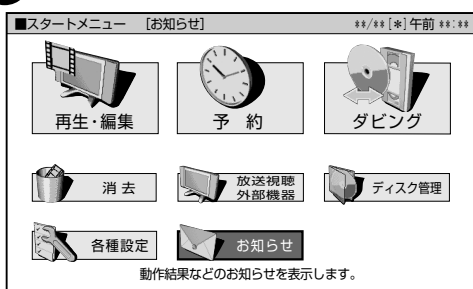 ■スタートメニュー [お知らせ] **/**[*]午前**:**
再生・編集 予 約 ダビング
消 去 放送視聴 外部機器 ディスク管理
各種設定 お知らせ
動作結果などのお知らせを表示します。